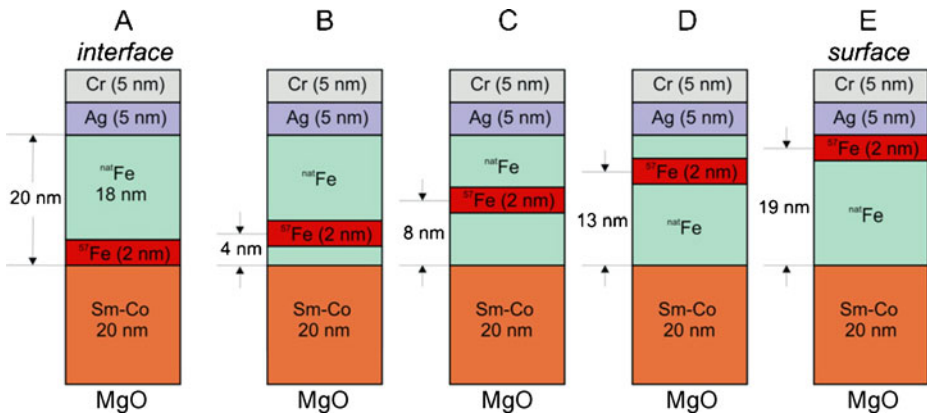 A
interface
Cr (5 nm)
Ag (5 nm)
20 nm
natFe
18 nm
57Fe (2 nm)
Sm-Co
20 nm
MgO
B
Cr (5 nm)
Ag (5 nm)
natFe
57Fe (2 nm)
4 nm
Sm-Co
20 nm
MgO
C
Cr (5 nm)
Ag (5 nm)
natFe
57Fe (2 nm)
8 nm
Sm-Co
20 nm
MgO
D
Cr (5 nm)
Ag (5 nm)
57Fe (2 nm)
13 nm
natFe
Sm-Co
20 nm
MgO
E
surface
Cr (5 nm)
Ag (5 nm)
57Fe (2 nm)
19 nm
natFe
Sm-Co
20 nm
MgO